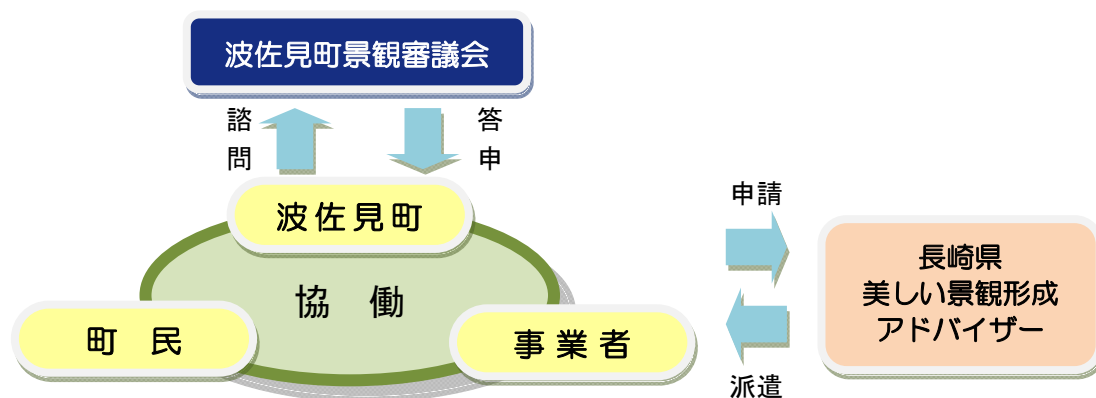 波佐見町景観審議会
諮問
答申
波佐見町
協働
町民
事業者
申請
派遣
長崎県
美しい景観形成
アドバイザー